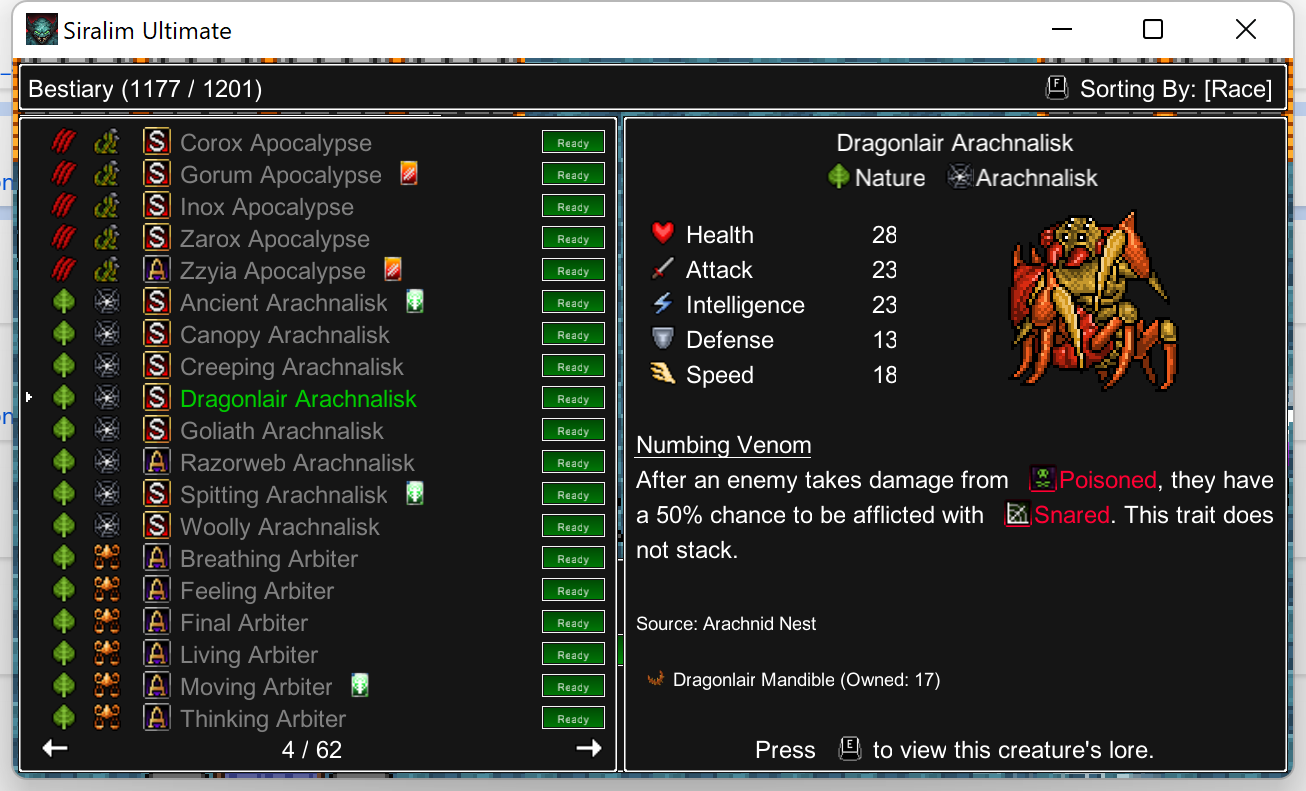 Siralim Ultimate
Bestiary (1177 / 1201)
F Sorting By: [Race]
S Corox Apocalypse Ready
S Gorum Apocalypse Ready
S Inox Apocalypse Ready
S Zarox Apocalypse Ready
A Zzyia Apocalypse Ready
S Ancient Arachnalisk Ready
S Canopy Arachnalisk Ready
S Creeping Arachnalisk Ready
S Dragonlair Arachnalisk Ready
S Goliath Arachnalisk Ready
A Razorweb Arachnalisk Ready
S Spitting Arachnalisk Ready
S Woolly Arachnalisk Ready
A Breathing Arbiter Ready
A Feeling Arbiter Ready
A Final Arbiter Ready
A Living Arbiter Ready
A Moving Arbiter Ready
A Thinking Arbiter Ready
4 / 62
Dragonlair Arachnalisk
Nature Arachnalisk
Health 28
Attack 23
Intelligence 23
Defense 13
Speed 18
Numbing Venom
After an enemy takes damage from Poisoned, they have
a 50% chance to be afflicted with Snared. This trait does
not stack.
Source: Arachnid Nest
Dragonlair Mandible (Owned: 17)
Press E to view this creature's lore.